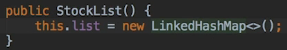 public StockList() {
this.list = new LinkedHashMap<>();
}